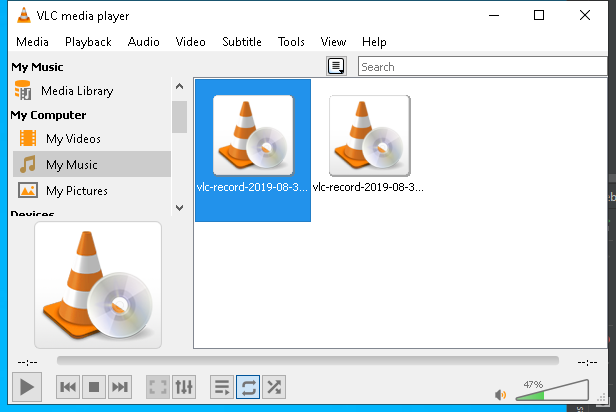 VLC media player
Media Playback Audio Video Subtitle Tools View Help
My Music
Search
Media Library
My Computer
My Videos
My Music
My Pictures
Devices
vlc-record-2019-08-3... vlc-record-2019-08-3...
--:-- --:--
47%